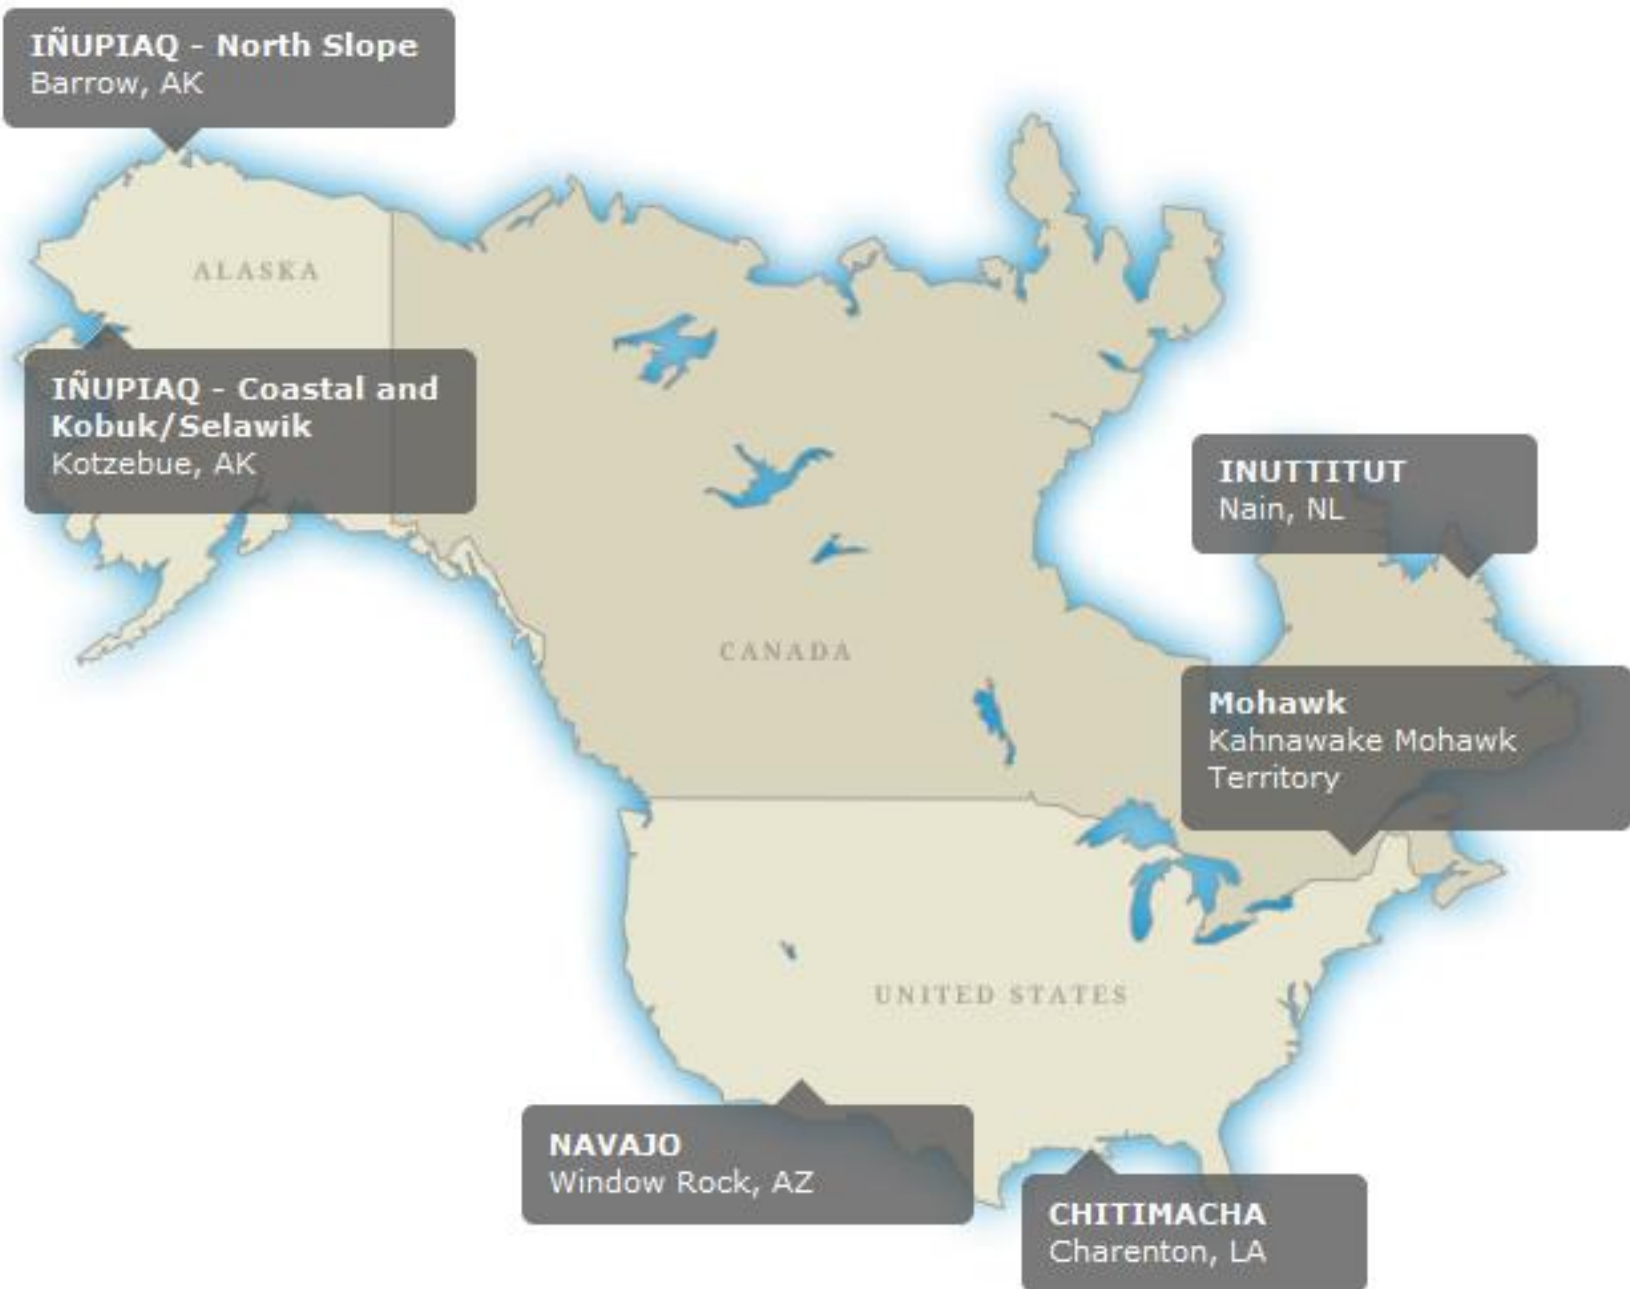 IÑUPIAQ - North Slope
Barrow, AK
ALASKA
IÑUPIAQ - Coastal and
Kobuk/Selawik
Kotzebue, AK
INUTTITUT
Nain, NL
CANADA
Mohawk
Kahnawake Mohawk
Territory
UNITED STATES
NAVAJO
Window Rock, AZ
CHITIMACHA
Charenton, LA